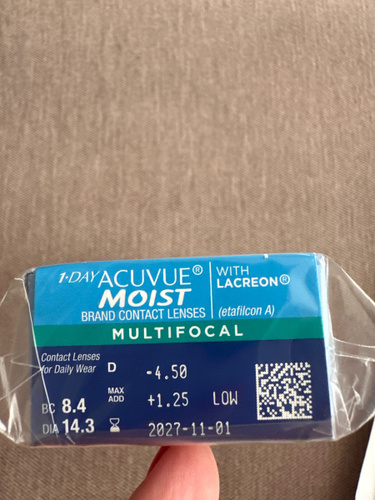 1·DAY ACUVUE® WITH
MOIST LACREON®
BRAND CONTACT LENSES (etafilcon A)
MULTIFOCAL
Contact Lenses
for Daily Wear D -4.50
MAX
ADD +1.25 LOW
BC 8.4
DIA 14.3 2027-11-01